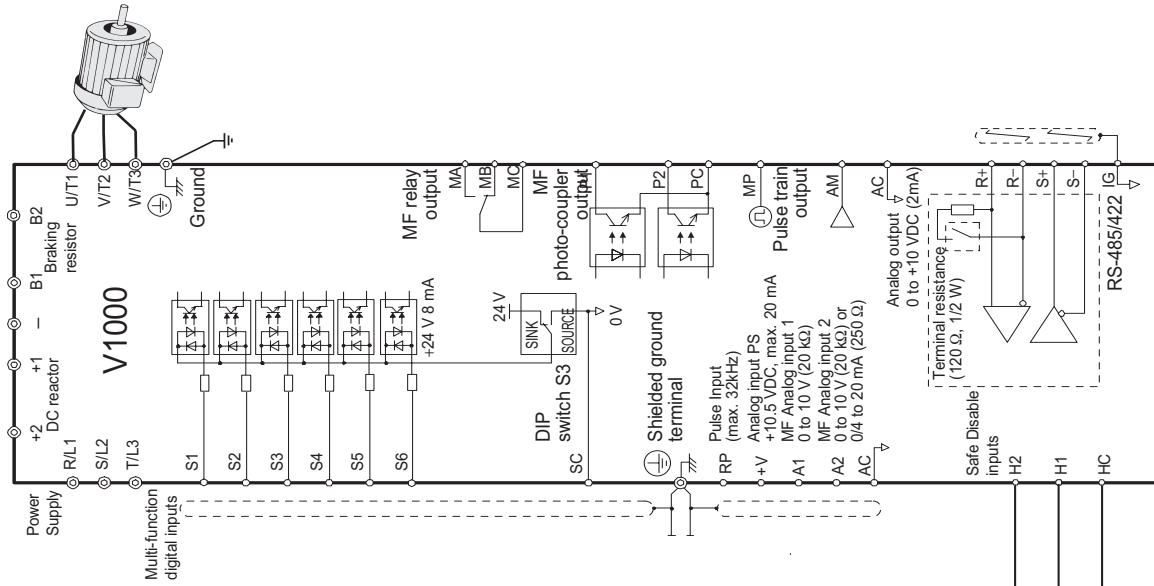 Power
Supply
R/L1
S/L2
T/L3
+2
+1
−
B1
B2
DC reactor
Braking
resistor
V1000
U/T1
V/T2
W/T3
Ground
Multi-function
digital inputs
S1
S2
S3
S4
S5
S6
+24 V 8 mA
24 V
SINK
SOURCE
0 V
DIP
switch S3
SC
MF relay
output
MA
MB
MC
MF
photo-coupler
output
P2
PC
Shielded ground
terminal
RP
Pulse Input
(max. 32kHz)
+V
Analog input PS
+10.5 VDC, max. 20 mA
A1
MF Analog input 1
0 to 10 V (20 kΩ)
A2
MF Analog input 2
0 to 10 V (20 kΩ) or
0/4 to 20 mA (250 Ω)
AC
MP
Pulse train
output
AM
AC
Analog output
0 to +10 VDC (2mA)
Safe Disable
inputs
H2
H1
HC
Terminal resistance
(120 Ω, 1/2 W)
R+
R−
S+
S−
IG
RS-485/422